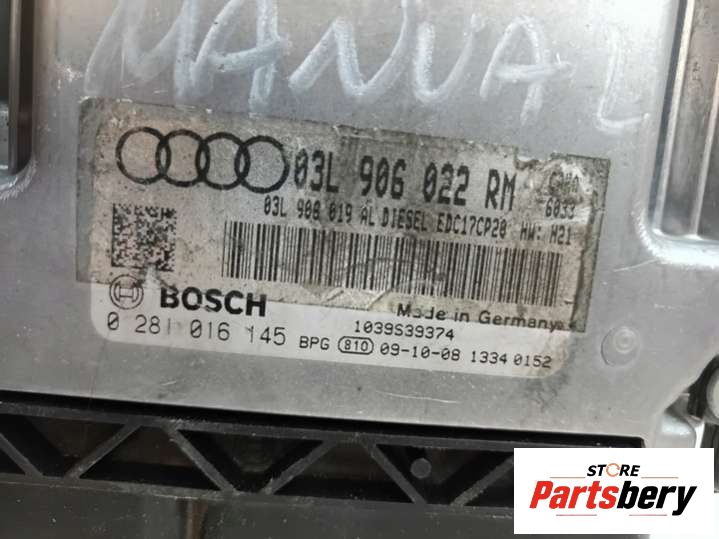 MANUAL
03L 906 022 RM
6033
03L 906 019 AL DIESEL EDC17CP20 HW: H21
BOSCH
Made in Germany
1039S39374
0 281 016 145 BPG 810 09-10-08 1334 0152
STORE
Partsbery